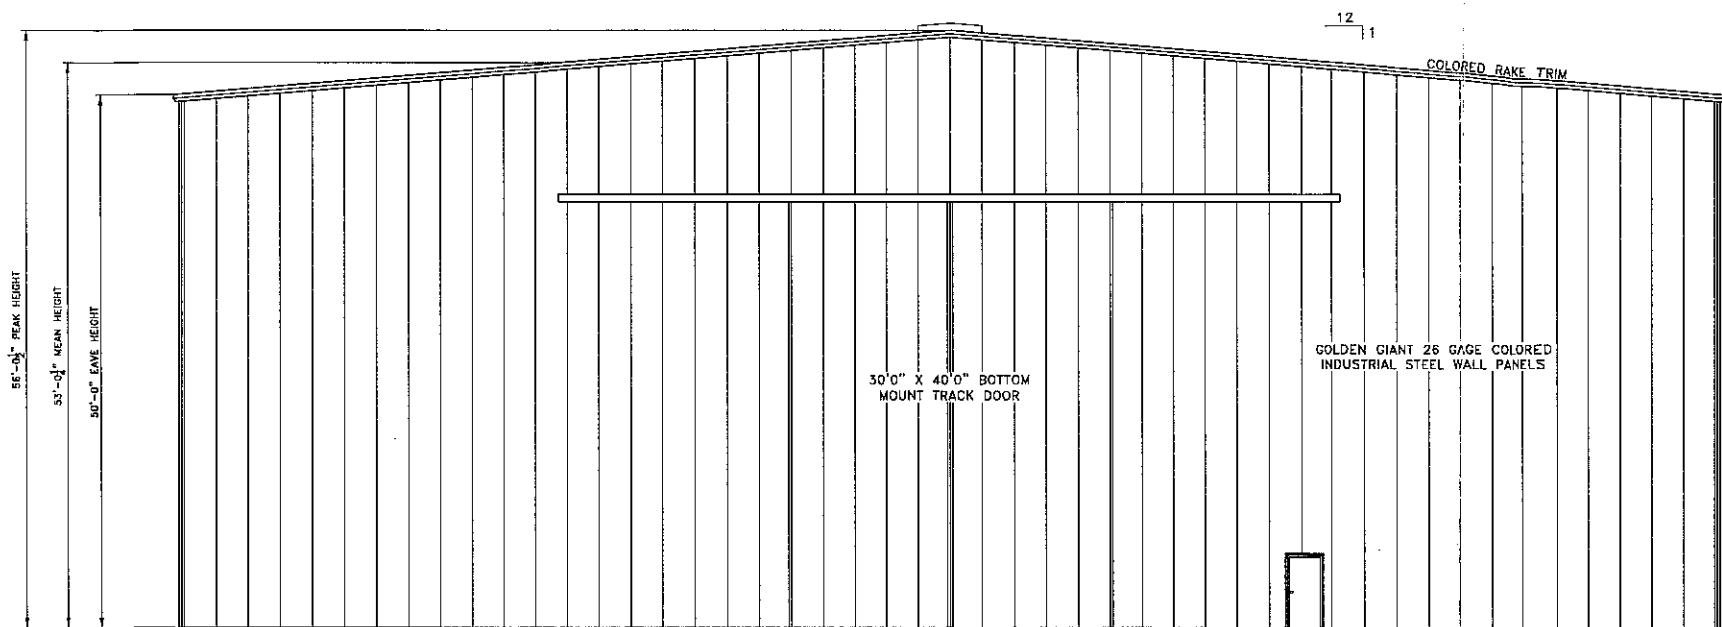 12
1
COLORED RAKE TRIM
56'-0½" PEAK HEIGHT
53'-0¼" MEAN HEIGHT
50'-0" EAVE HEIGHT
GOLDEN GIANT 26 GAGE COLORED
INDUSTRIAL STEEL WALL PANELS
30'0" X 40'0" BOTTOM
MOUNT TRACK DOOR